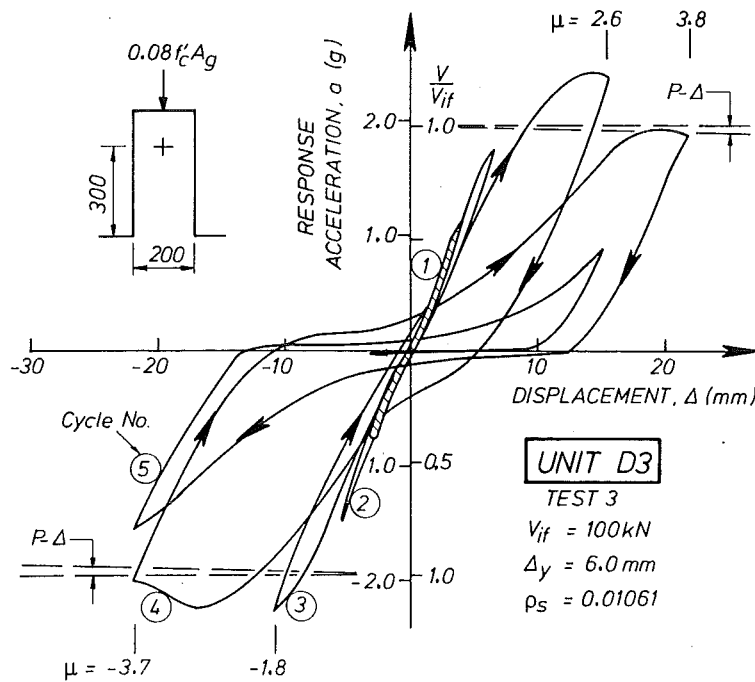 μ = 2.6 3.8
0.08f'cAg
RESPONSE
ACCELERATION, a (g)
V
Vif
P-Δ
2.0 1.0
300
200
1.0
1
-30 -20 -10 10 20
DISPLACEMENT, Δ (mm)
Cycle No.
5
1.0 0.5
2
UNIT D3
TEST 3
Vif = 100kN
Δy = 6.0mm
ρs = 0.01061
P-Δ
-2.0 1.0
4
3
μ = -3.7 -1.8